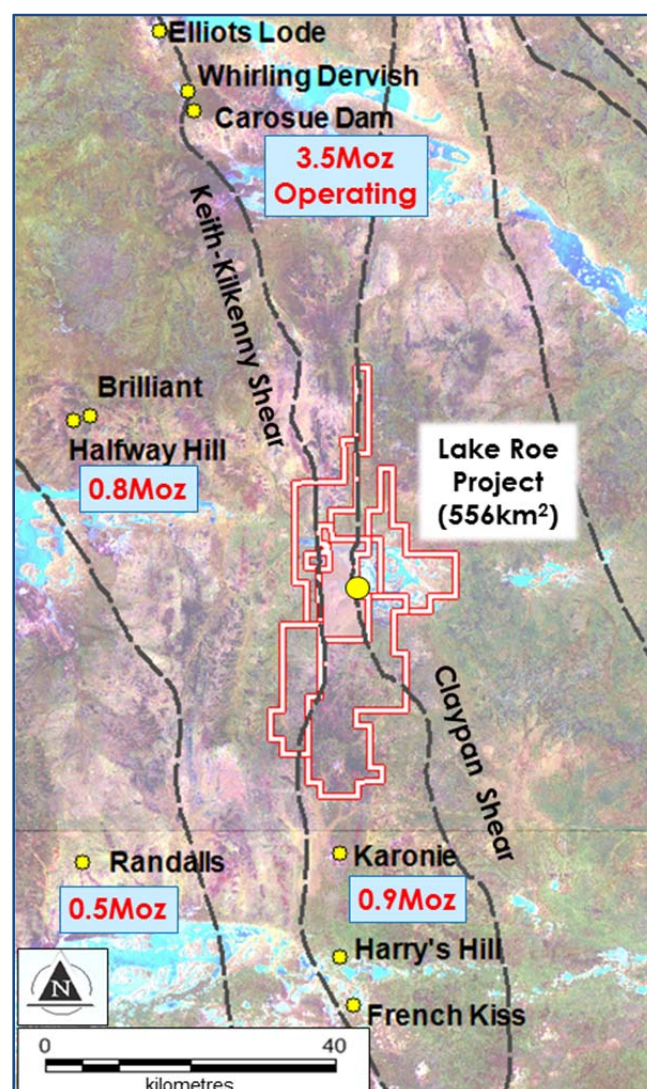 Elliots Lode
Whirling Dervish
Carosue Dam
3.5Moz
Operating
Keith-Kilkenny Shear
Brilliant
Halfway Hill
0.8Moz
Lake Roe
Project
(556km²)
Claypan Shear
Randalls
0.5Moz
Karonie
0.9Moz
Harry's Hill
French Kiss
N
0 40
kilometres